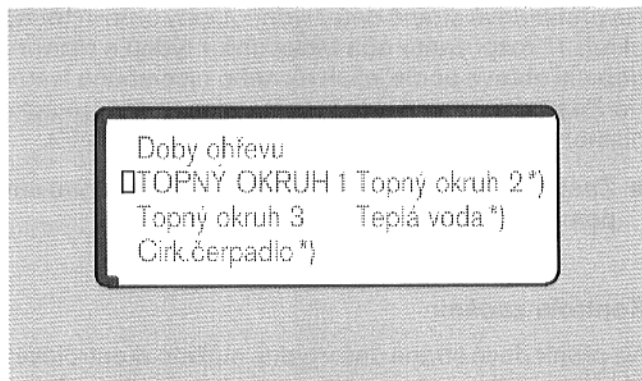 Doby ohřevu
TOPNÝ OKRUH 1 Topný okruh 2*)
Topný okruh 3 Teplá voda*)
Cirk.čerpadlo*)